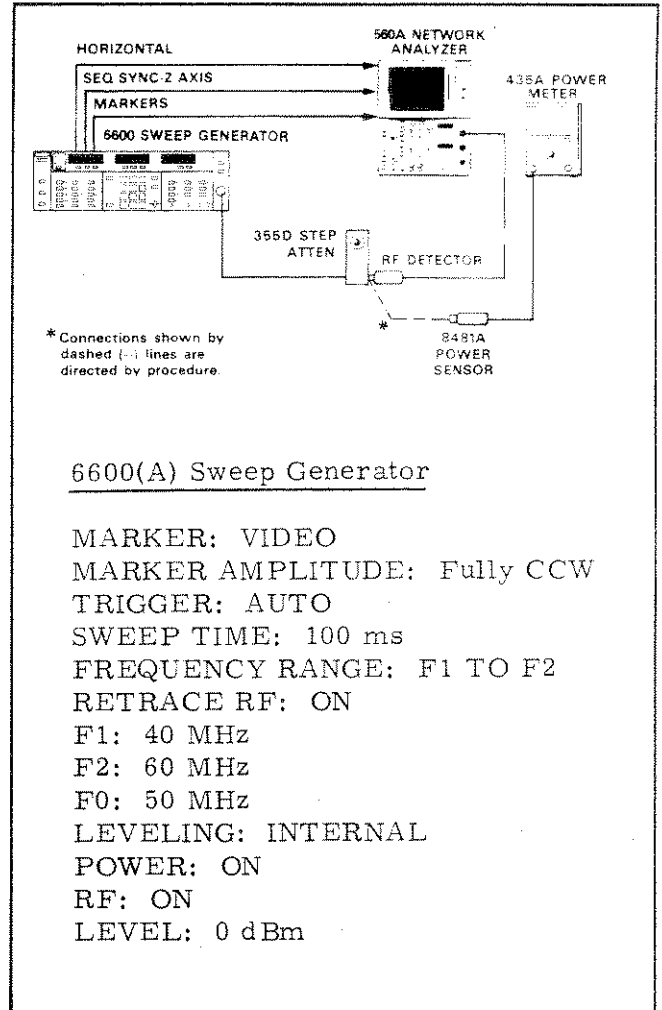 560A NETWORK
ANALYZER
HORIZONTAL
SEQ SYNC-Z AXIS
435A POWER
METER
MARKERS
6600 SWEEP GENERATOR
355D STEP
ATTEN
RF DETECTOR
*
8481A
POWER
SENSOR
* Connections shown by
dashed (--) lines are
directed by procedure.
6600(A) Sweep Generator
MARKER: VIDEO
MARKER AMPLITUDE: Fully CCW
TRIGGER: AUTO
SWEEP TIME: 100 ms
FREQUENCY RANGE: F1 TO F2
RETRACE RF: ON
F1: 40 MHz
F2: 60 MHz
F0: 50 MHz
LEVELING: INTERNAL
POWER: ON
RF: ON
LEVEL: 0 dBm